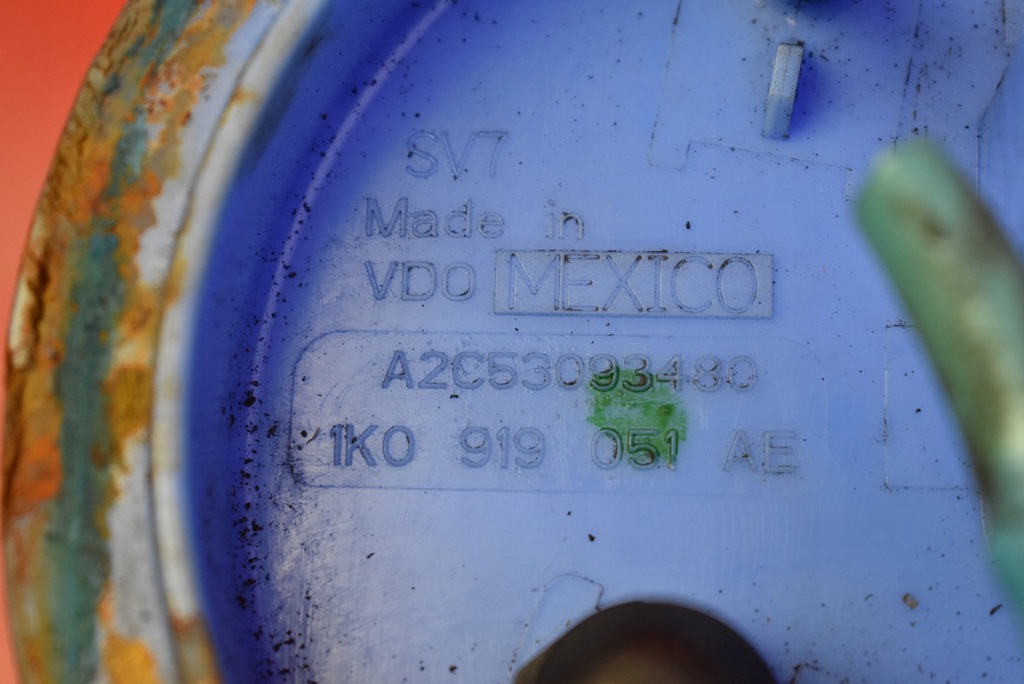 SV7
Made in
VDO MEXICO
A2C53093480
1K0 919 051 AE